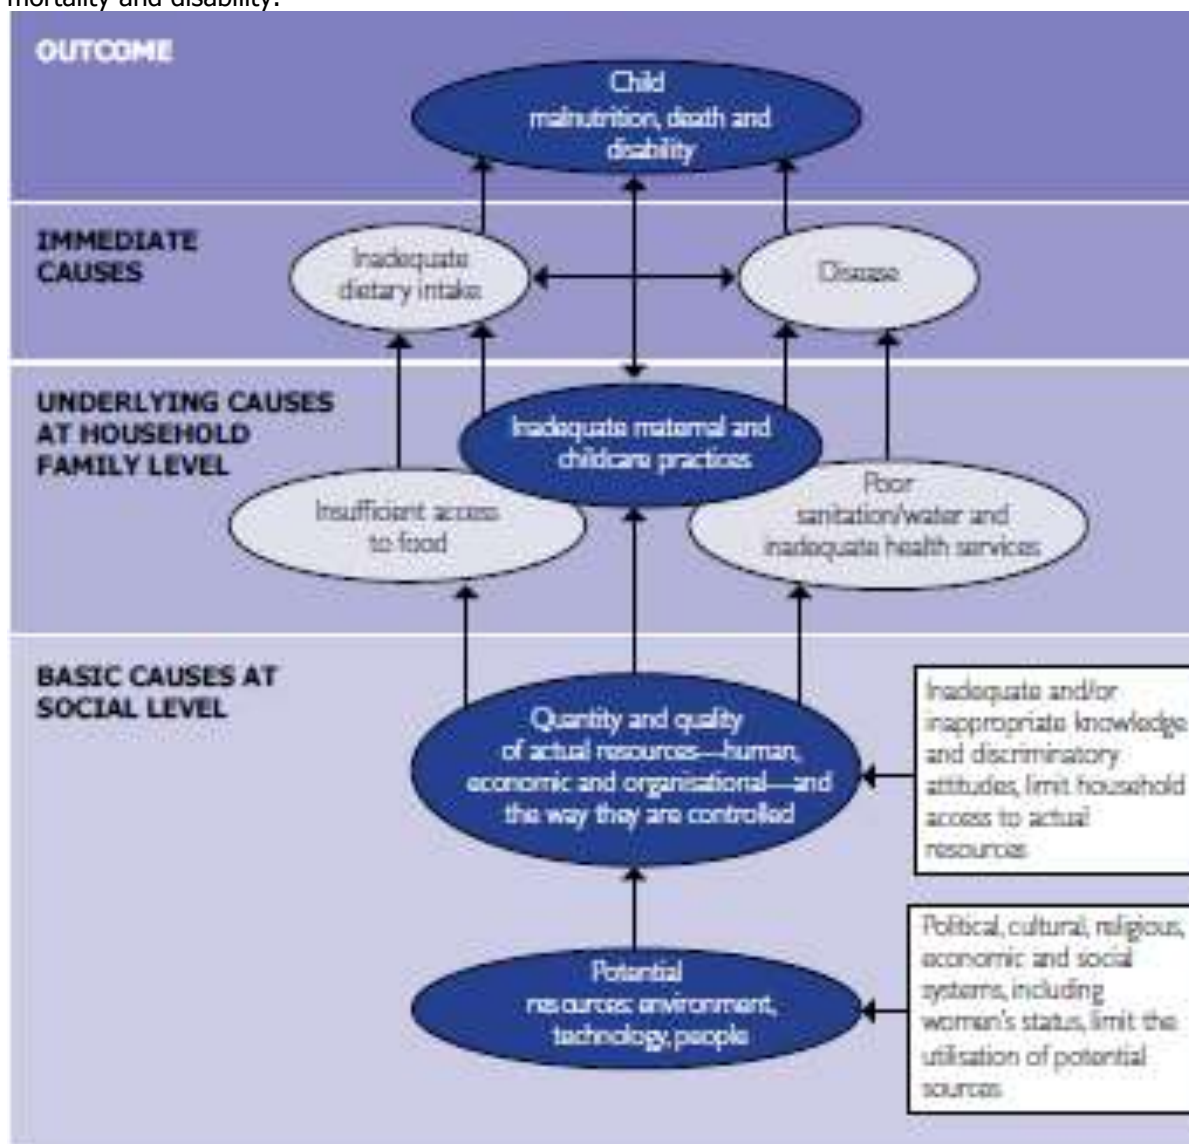 mortality and disability.
OUTCOME
Child
malnutrition, death and
disability
IMMEDIATE
CAUSES
Inadequate
dietary intake
Disease
UNDERLYING CAUSES
AT HOUSEHOLD
FAMILY LEVEL
Inadequate maternal and
childcare practices
Insufficient access
to food
Poor
sanitation/water and
inadequate health services
BASIC CAUSES AT
SOCIAL LEVEL
Quantity and quality
of actual resources—human,
economic and organisational—and
the way they are controlled
Inadequate and/or
inappropriate knowledge
and discriminatory
attitudes, limit household
access to actual
resources
Potential
resources: environment,
technology, people
Political, cultural, religious,
economic and social
systems, including
women's status, limit the
utilisation of potential
sources